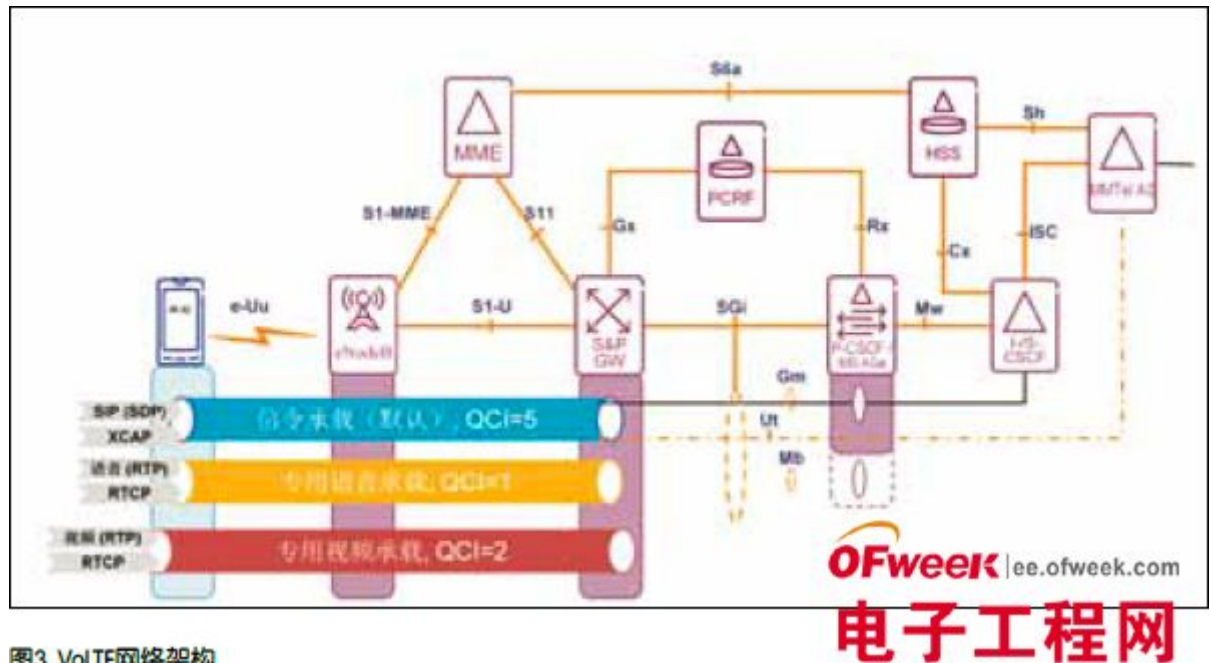 S6a
MME
HSS
Sh
PCRF
S1-MME
S11
Gx
Rx
Cx
ISC
e-Uu
S1-U
S&P
GW
SGi
Mw
CSCF
eNodeB
Gm
SIP (SDP),
XCAP
信令承载(默认), QCI=5
Ut
语音 (RTP)
RTCP
专用语音承载, QCI=1
Mb
视频 (RTP)
RTCP
专用视频承载, QCI=2
OFweek ee.ofweek.com
电子工程网
图3 VoLTE网络架构